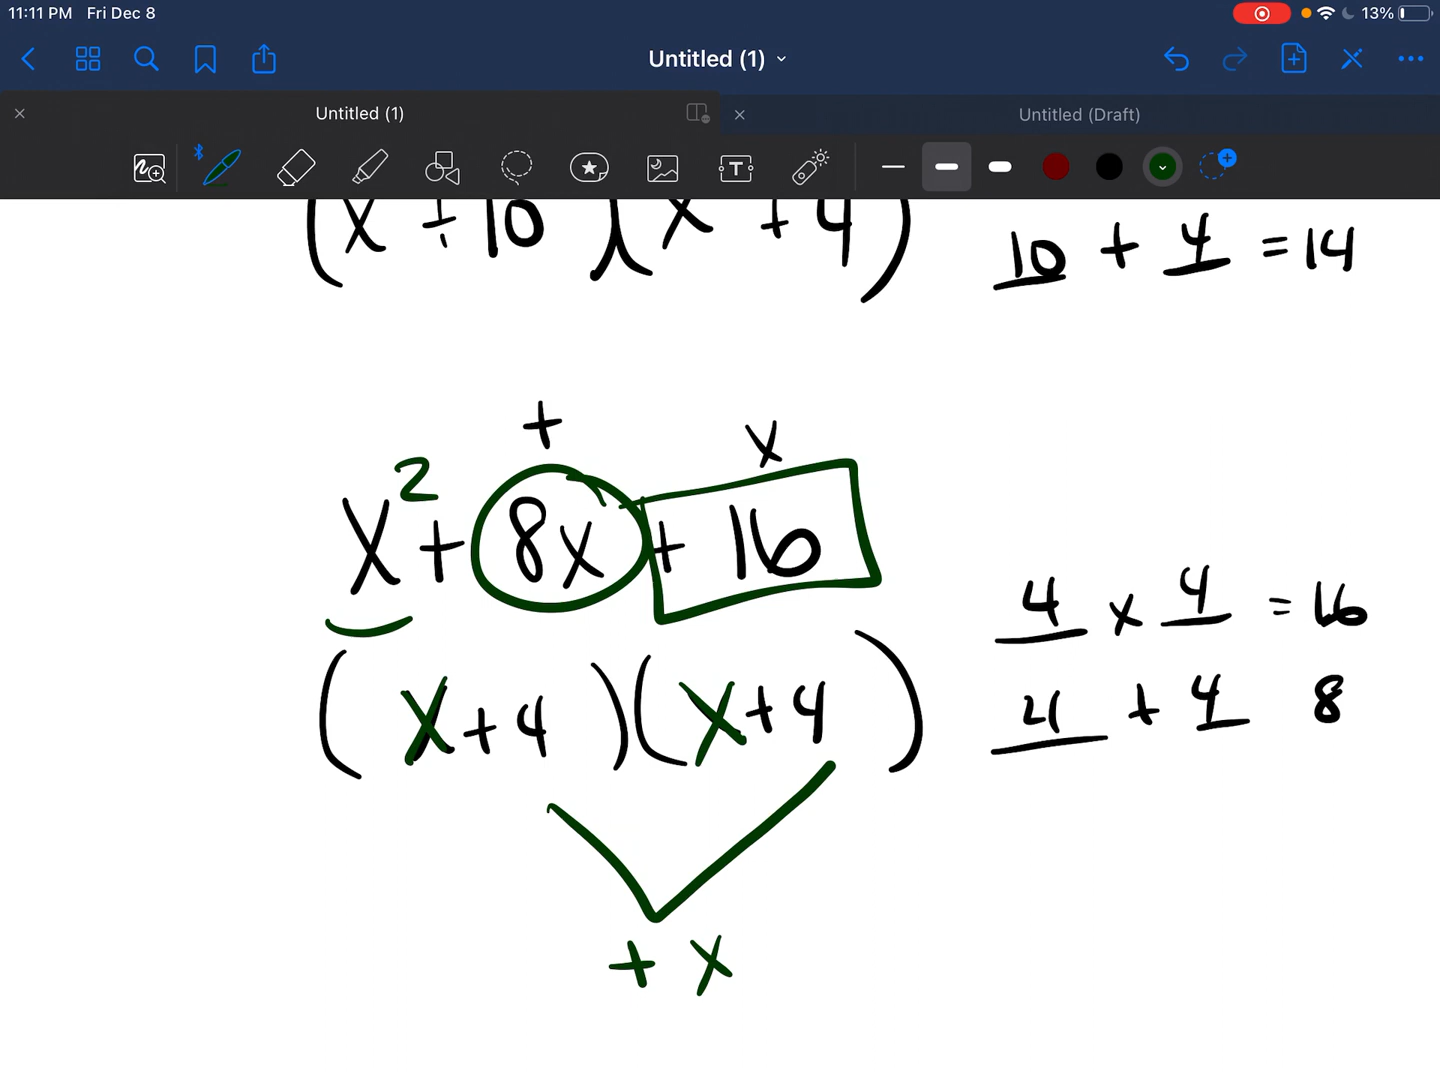 11:11 PM Fri Dec 8 13%
Untitled (1)
Untitled (1) Untitled (Draft)
(x + 10)(x + 4) 10 + 4 = 14
+ x
x² + 8x + 16
4 x 4 = 16
(x+4)(x+4) 4 + 4 8
+ x